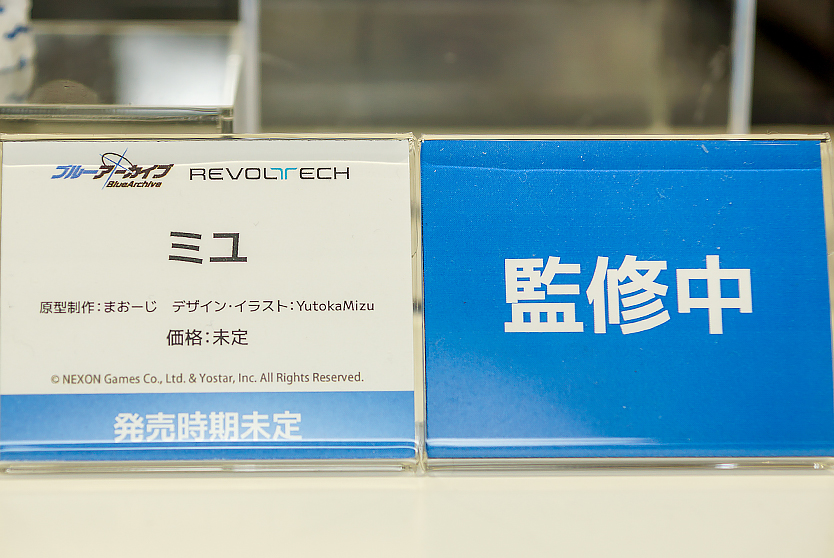 ブルーアーカイブ
BlueArchive
REVOLTECH
ミユ
原型制作：まおーじ　デザイン・イラスト：YutokaMizu
価格：未定
© NEXON Games Co., Ltd. & Yostar, Inc. All Rights Reserved.
発売時期未定
監修中